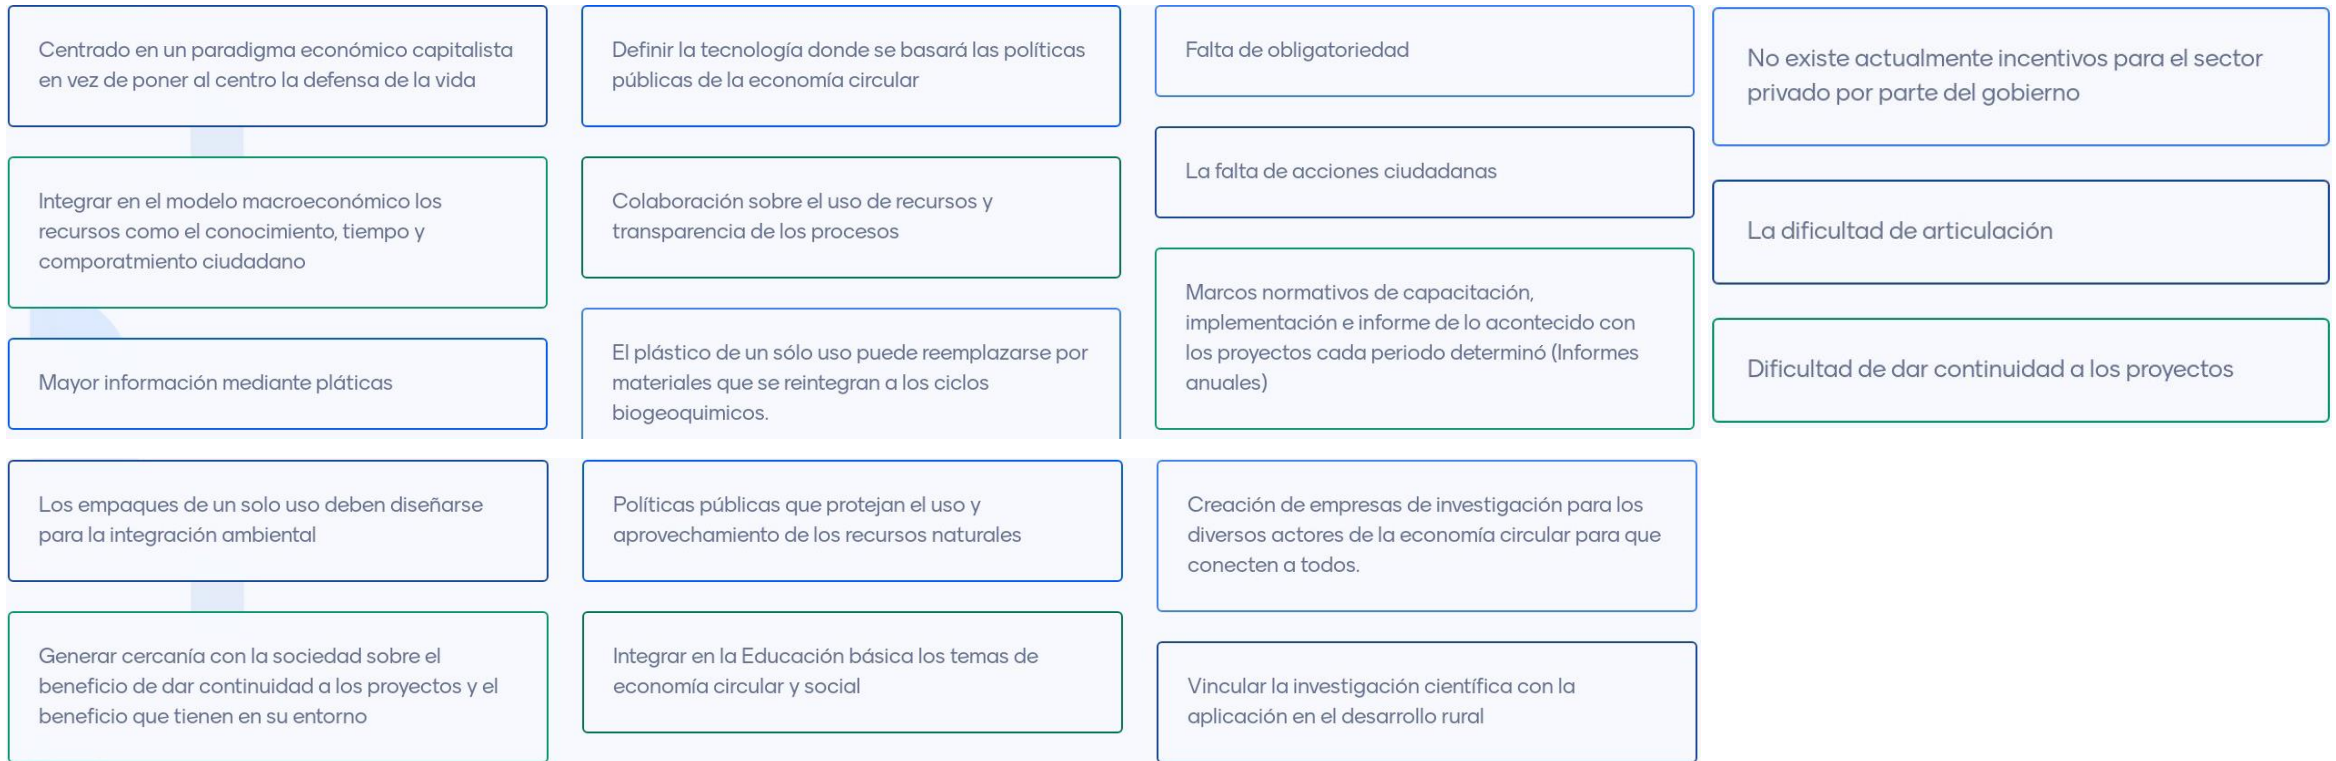 Centrado en un paradigma económico capitalista
en vez de poner al centro la defensa de la vida
Integrar en el modelo macroeconómico los
recursos como el conocimiento, tiempo y
comporatmiento ciudadano
Mayor información mediante pláticas
Definir la tecnología donde se basará las políticas
públicas de la economía circular
Colaboración sobre el uso de recursos y
transparencia de los procesos
El plástico de un sólo uso puede reemplazarse por
materiales que se reintegran a los ciclos
biogeoquimicos.
Falta de obligatoriedad
La falta de acciones ciudadanas
Marcos normativos de capacitación,
implementación e informe de lo acontecido con
los proyectos cada periodo determinó (Informes
anuales)
No existe actualmente incentivos para el sector
privado por parte del gobierno
La dificultad de articulación
Dificultad de dar continuidad a los proyectos
Los empaques de un solo uso deben diseñarse
para la integración ambiental
Generar cercanía con la sociedad sobre el
beneficio de dar continuidad a los proyectos y el
beneficio que tienen en su entorno
Políticas públicas que protejan el uso y
aprovechamiento de los recursos naturales
Integrar en la Educación básica los temas de
economía circular y social
Creación de empresas de investigación para los
diversos actores de la economía circular para que
conecten a todos.
Vincular la investigación científica con la
aplicación en el desarrollo rural